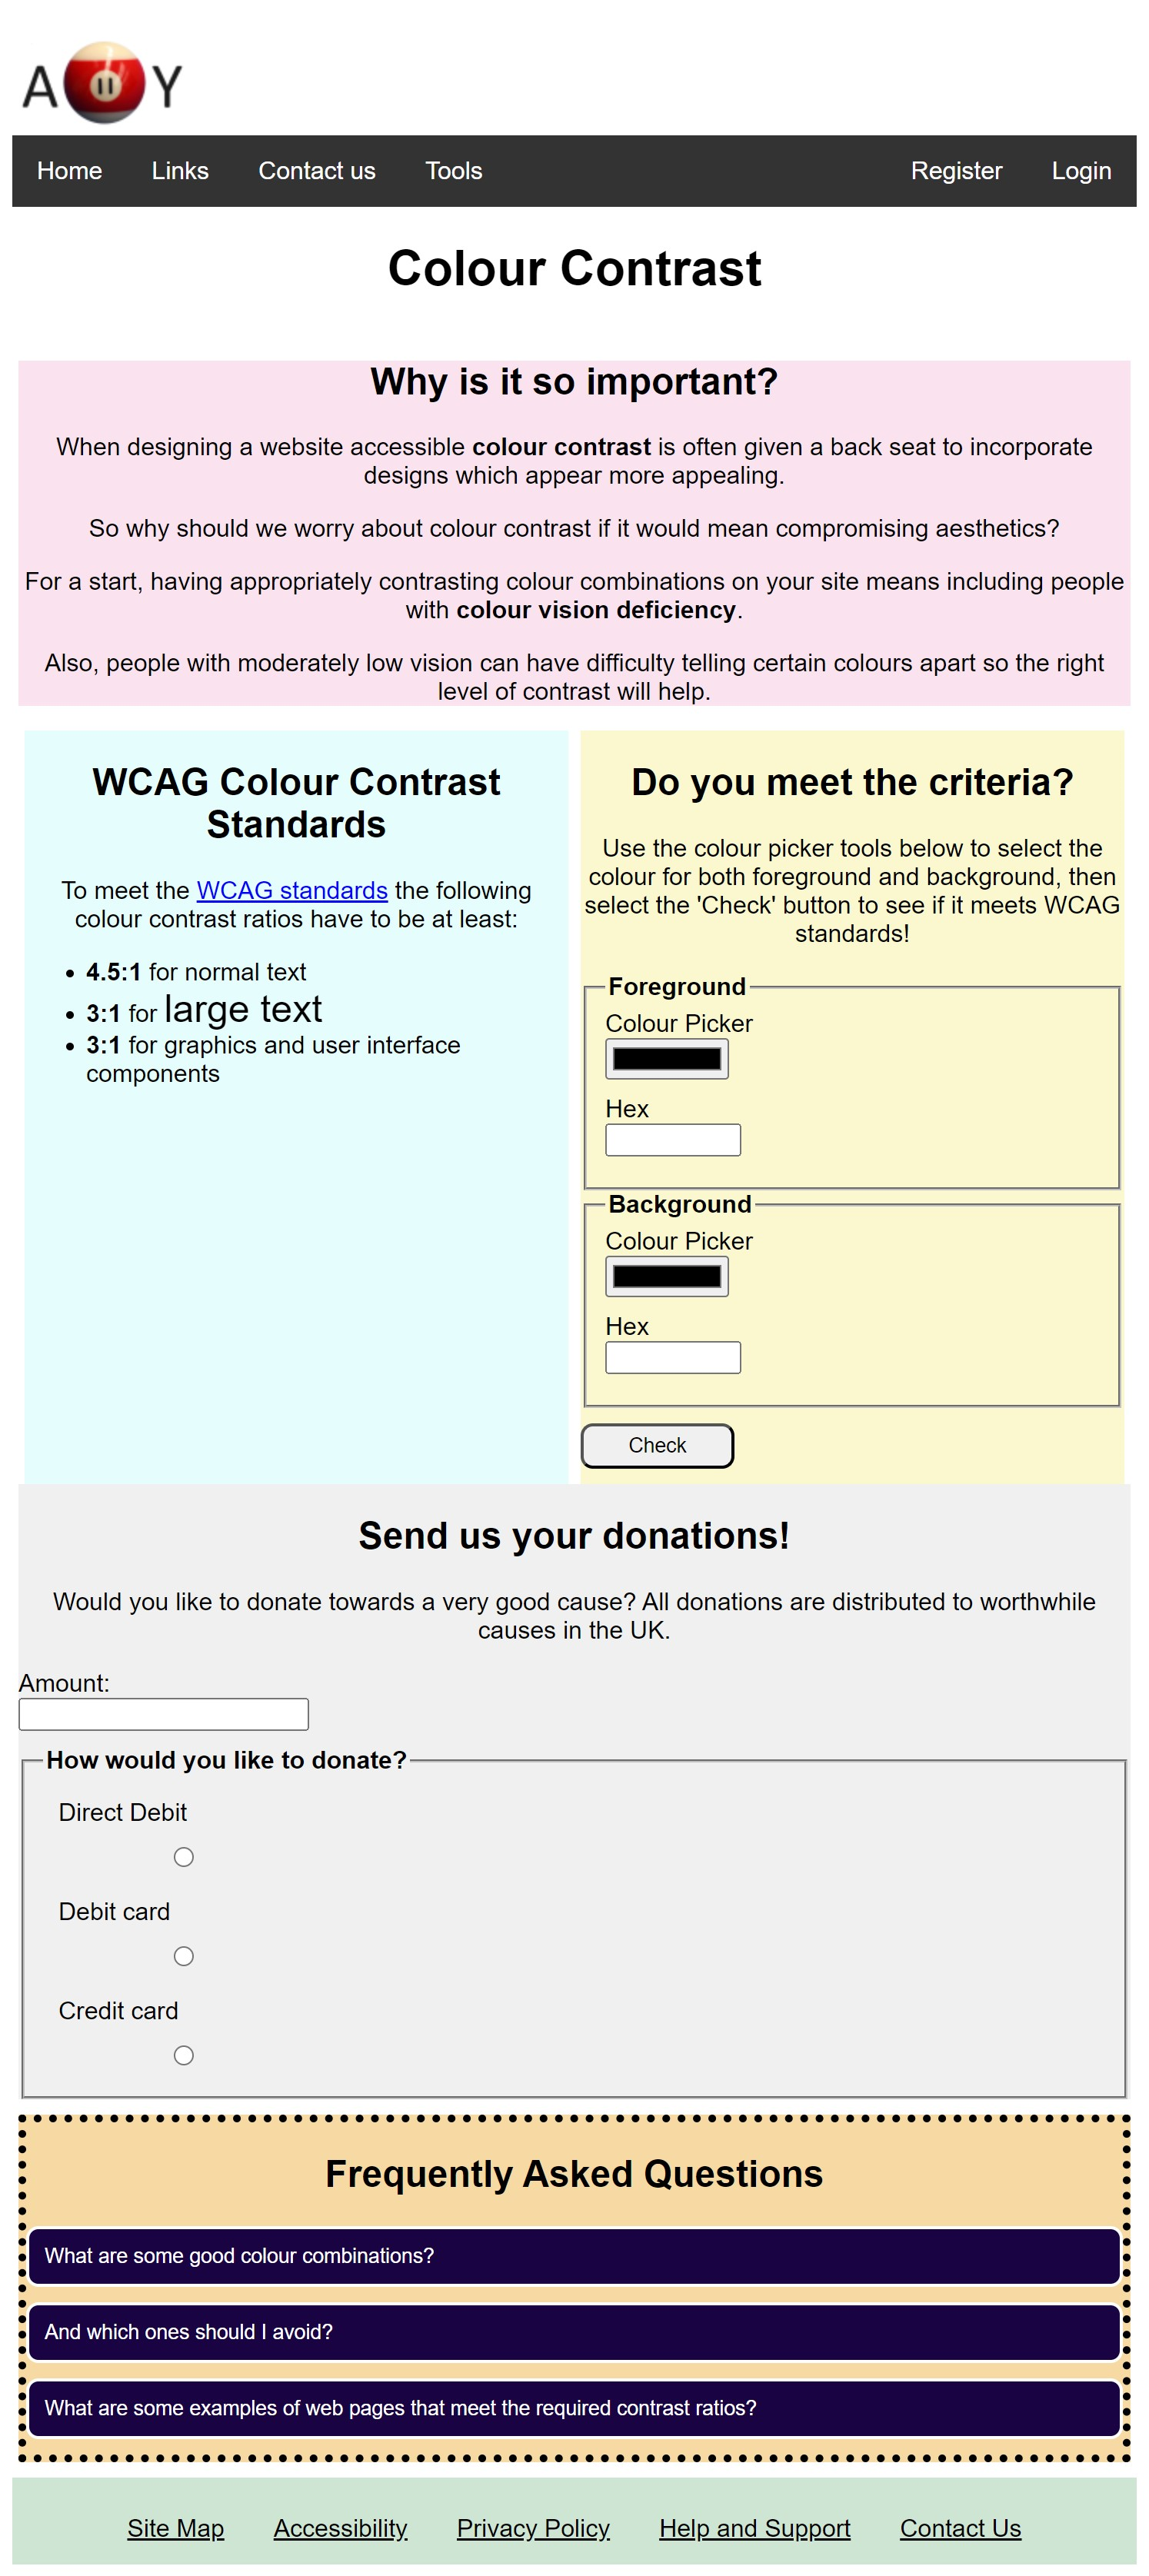 A 11 Y
Home Links Contact us Tools Register Login
Colour Contrast
Why is it so important?
When designing a website accessible colour contrast is often given a back seat to incorporate
designs which appear more appealing.
So why should we worry about colour contrast if it would mean compromising aesthetics?
For a start, having appropriately contrasting colour combinations on your site means including people
with colour vision deficiency.
Also, people with moderately low vision can have difficulty telling certain colours apart so the right
level of contrast will help.
WCAG Colour Contrast
Standards
To meet the WCAG standards the following
colour contrast ratios have to be at least:
• 4.5:1 for normal text
• 3:1 for large text
• 3:1 for graphics and user interface
components
Do you meet the criteria?
Use the colour picker tools below to select the
colour for both foreground and background, then
select the 'Check' button to see if it meets WCAG
standards!
Foreground
Colour Picker
Hex
Background
Colour Picker
Hex
Check
Send us your donations!
Would you like to donate towards a very good cause? All donations are distributed to worthwhile
causes in the UK.
Amount:
How would you like to donate?
Direct Debit
Debit card
Credit card
Frequently Asked Questions
What are some good colour combinations?
And which ones should I avoid?
What are some examples of web pages that meet the required contrast ratios?
Site Map Accessibility Privacy Policy Help and Support Contact Us